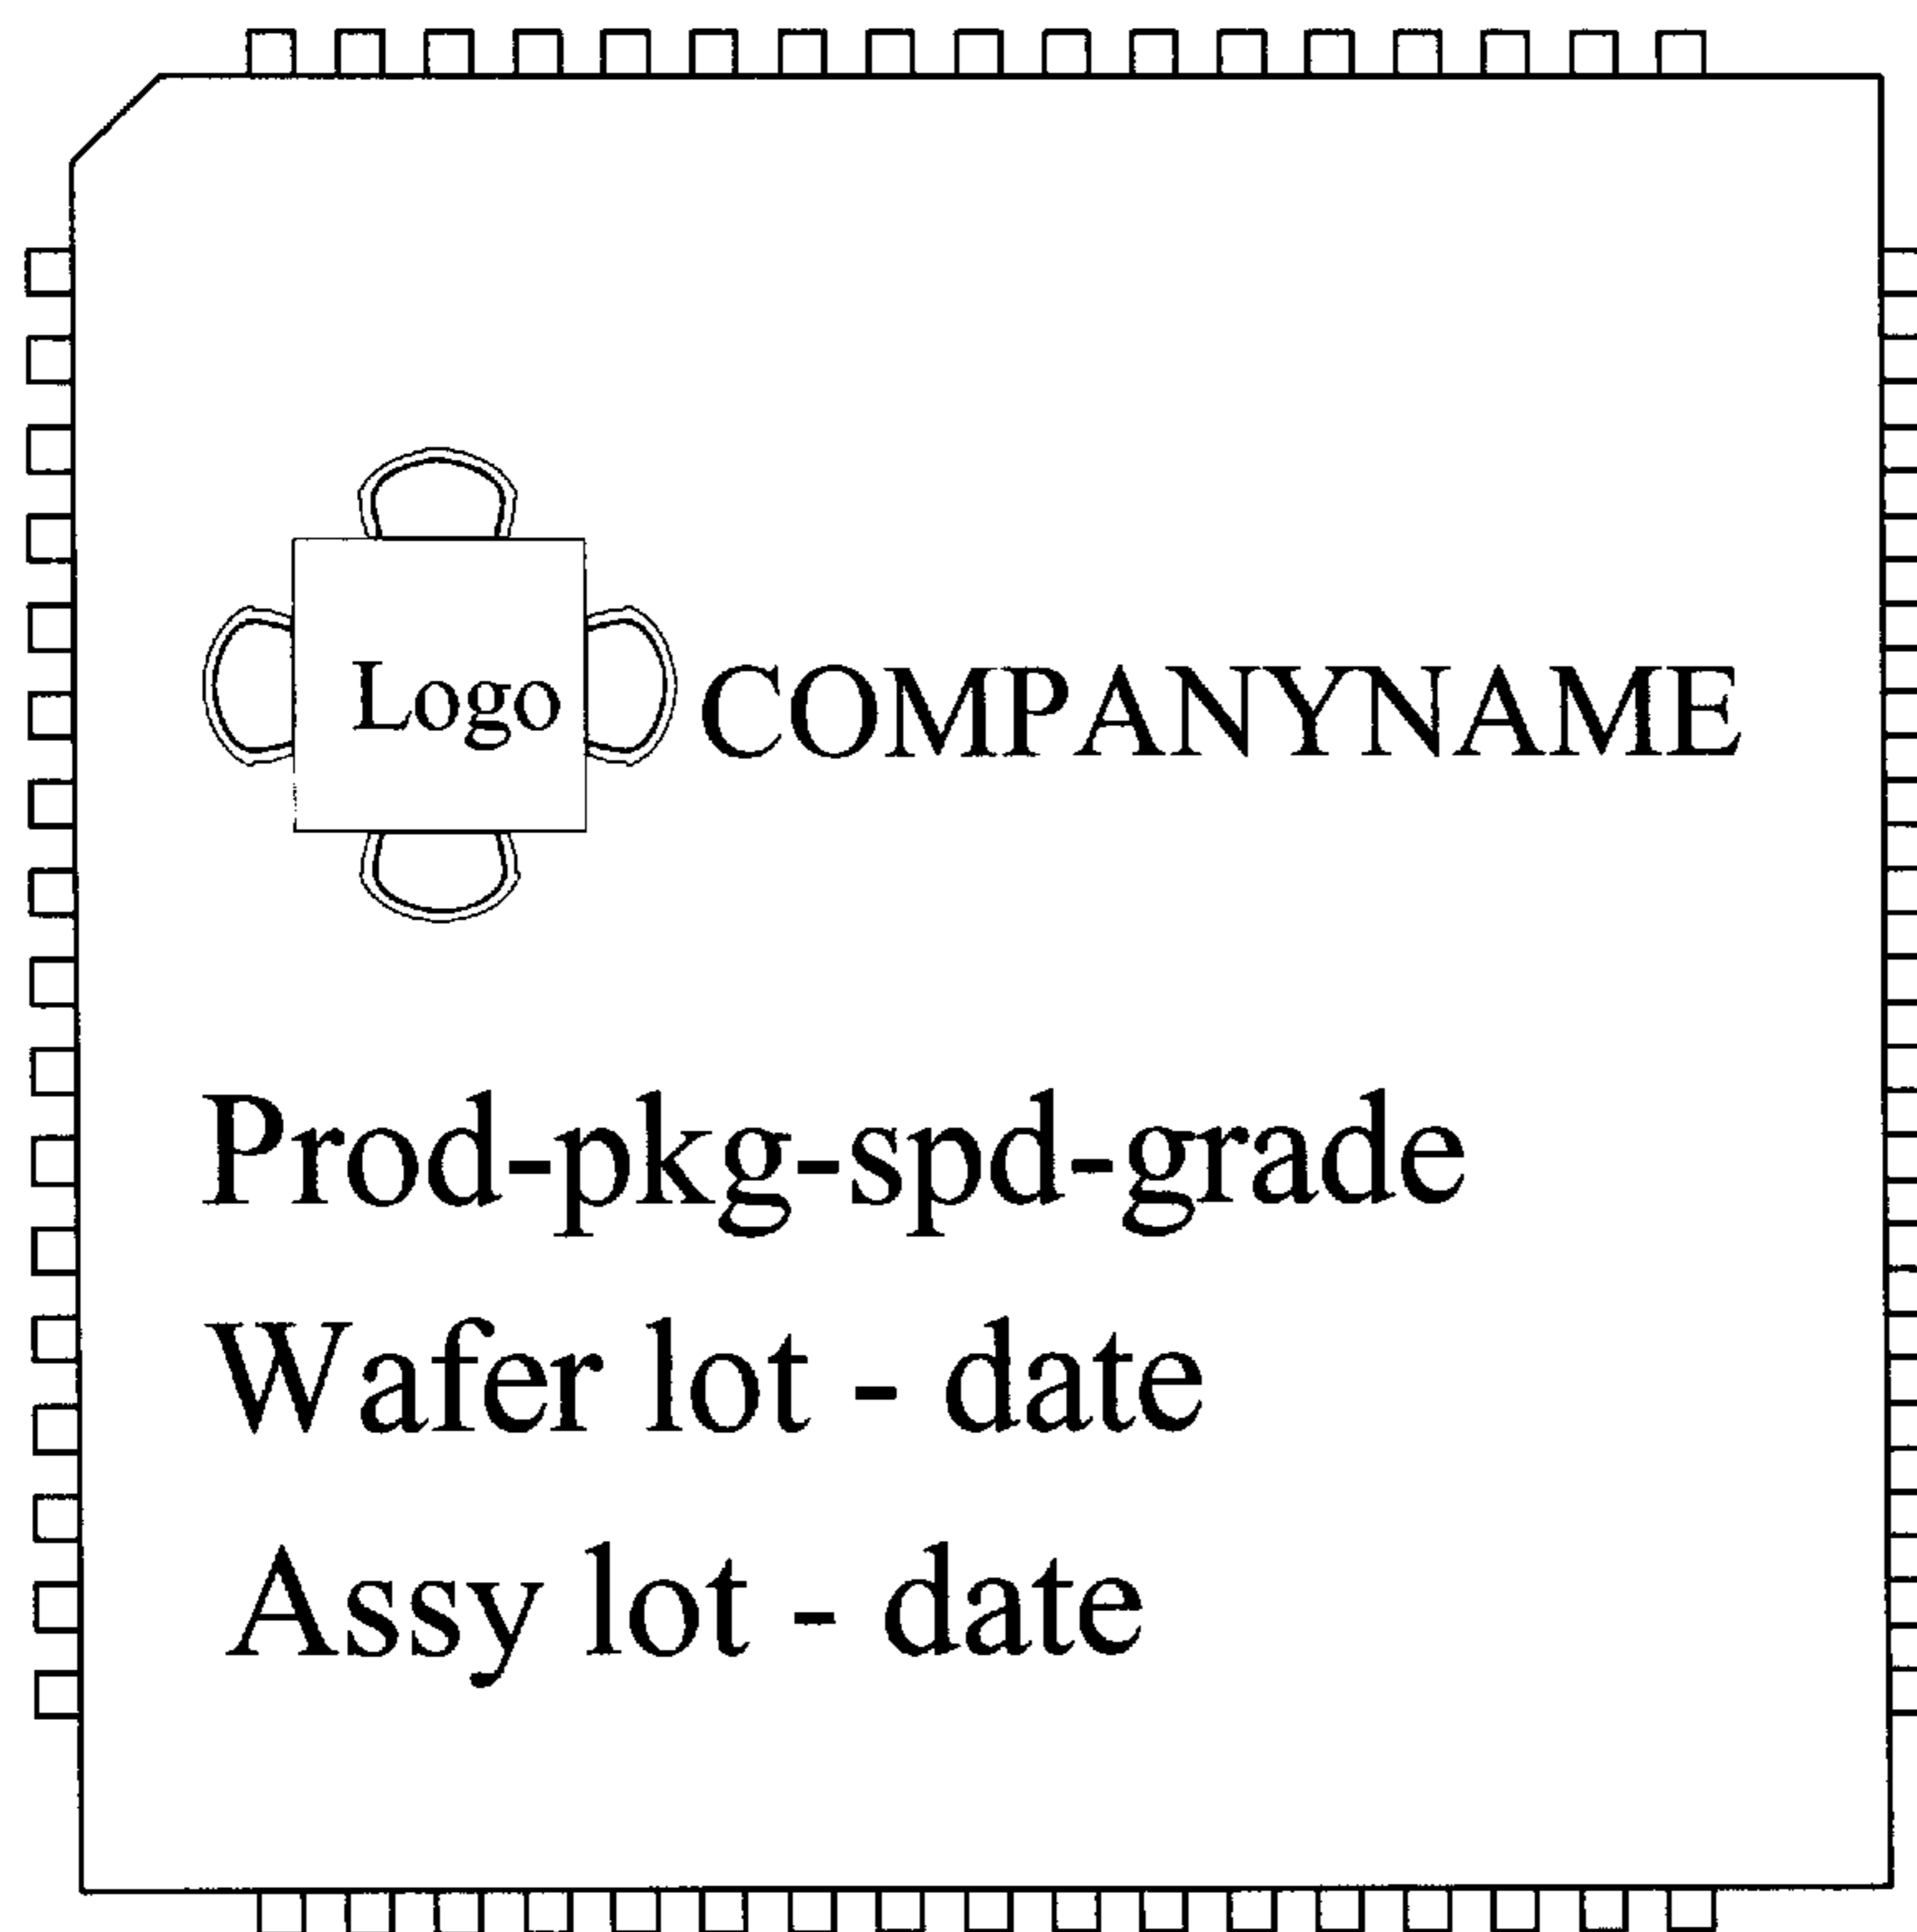 Logo COMPANYNAME
Prod-pkg-spd-grade
Wafer lot - date
Assy lot - date